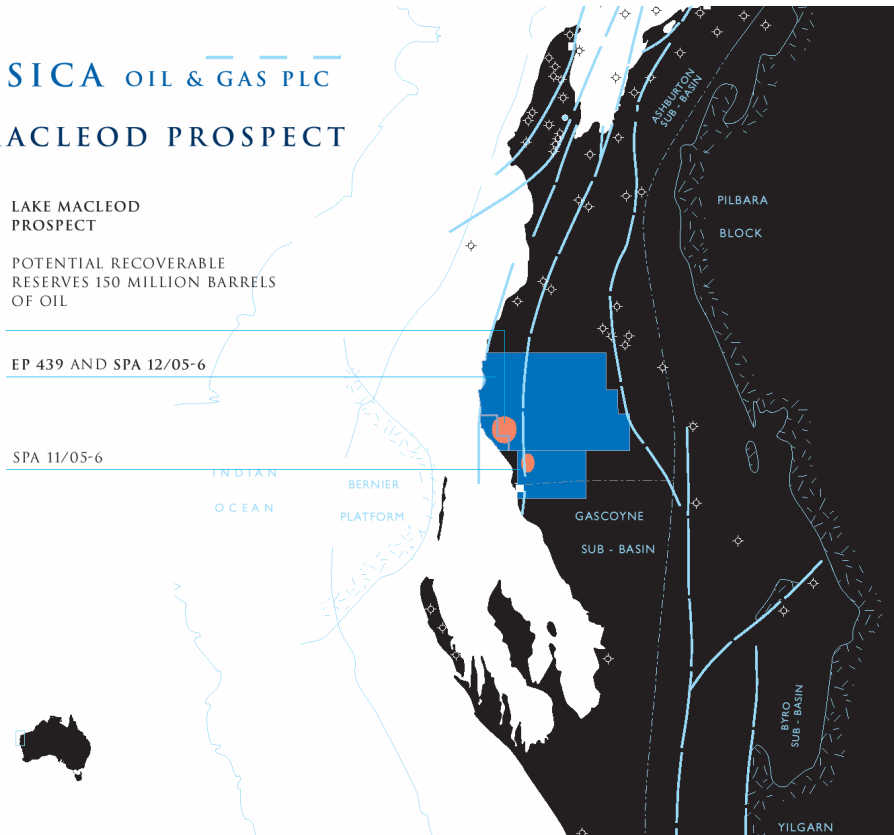 SICA OIL & GAS PLC
ACLEOD PROSPECT
LAKE MACLEOD
PROSPECT
POTENTIAL RECOVERABLE
RESERVES 150 MILLION BARRELS
OF OIL
EP 439 AND SPA 12/05-6
SPA 11/05-6
INDIAN
OCEAN
BERNIER
PLATFORM
ASHBURTON
SUB - BASIN
PILBARA
BLOCK
GASCOYNE
SUB - BASIN
BYRO
SUB - BASIN
YILGARN